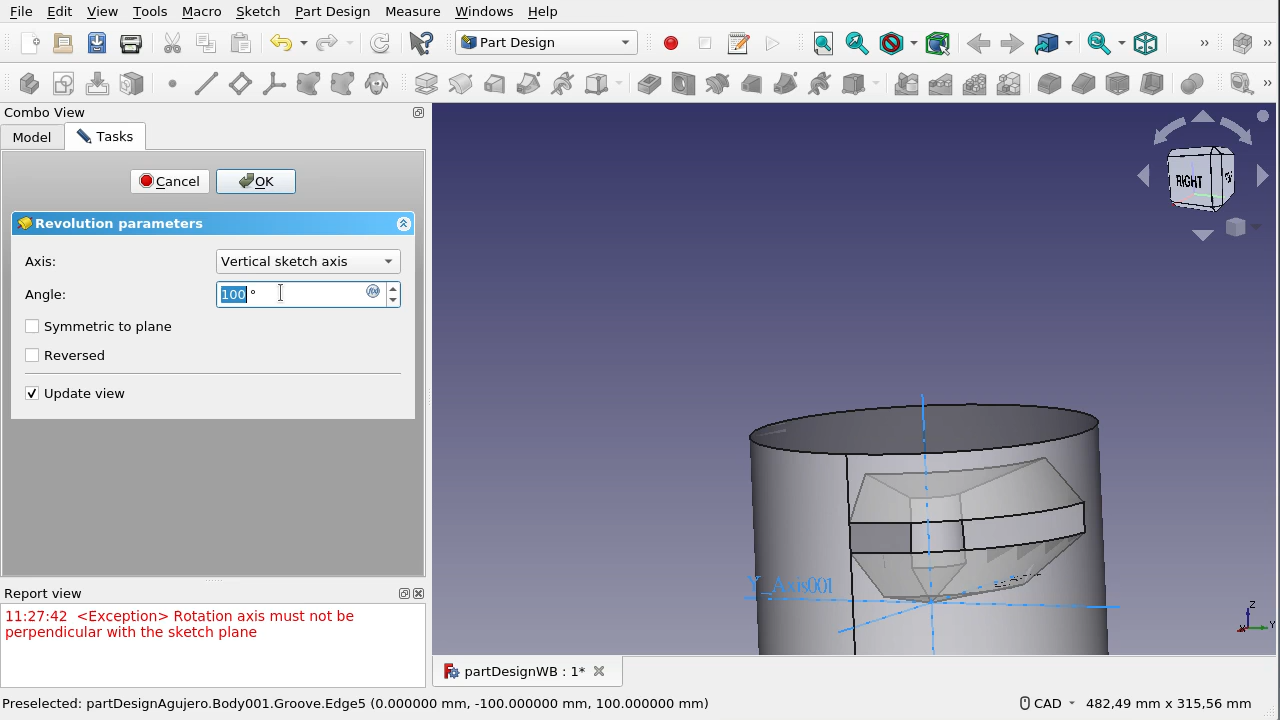 File Edit View Tools Macro Sketch Part Design Measure Windows Help
Part Design
Combo View
Model Tasks
Cancel OK
Revolution parameters
Axis: Vertical sketch axis
Angle: 100 °
Symmetric to plane
Reversed
Update view
Report view
11:27:42 <Exception> Rotation axis must not be
perpendicular with the sketch plane
RIGHT
Y_Axis001
Z
Y
X
partDesignWB : 1*
Preselected: partDesignAgujero.Body001.Groove.Edge5 (0.000000 mm, -100.000000 mm, 100.000000 mm)
CAD 482,49 mm x 315,56 mm